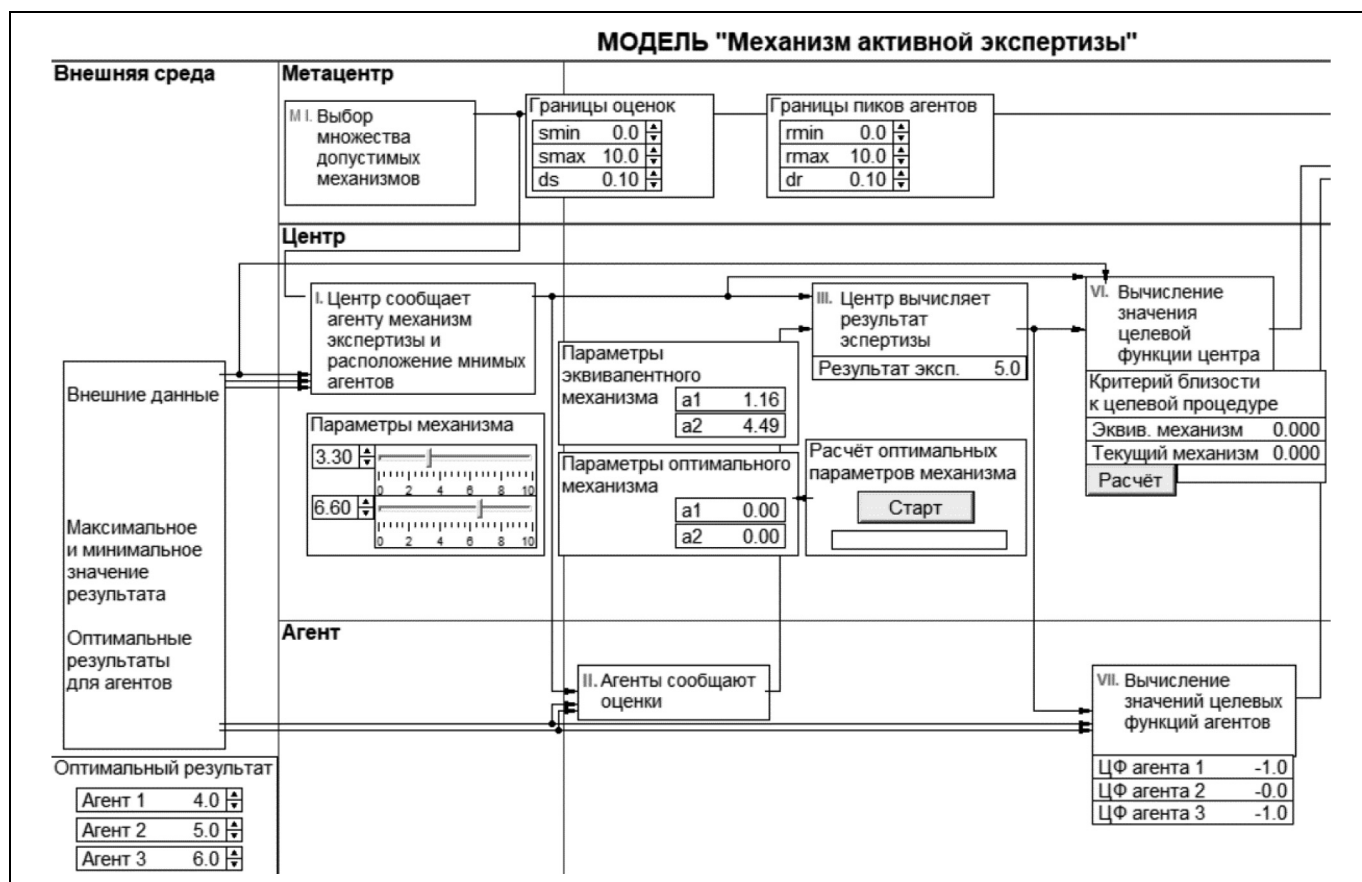 МОДЕЛЬ "Механизм активной экспертизы"
Внешняя среда
Метацентр
М I. Выбор
множества
допустимых
механизмов
Границы оценок
smin 0.0
smax 10.0
ds 0.10
Границы пиков агентов
rmin 0.0
rmax 10.0
dr 0.10
Центр
I. Центр сообщает
агенту механизм
экспертизы и
расположение мнимых
агентов
III. Центр вычисляет
результат
эспертизы
Результат эксп. 5.0
VI. Вычисление
значения
целевой
функции центра
Критерий близости
к цепевой процедуре
Эквив. механизм 0.000
Текущий механизм 0.000
Расчёт
Внешние данные
Максимальное
и минимальное
значение
результата
Оптимальные
результаты
для агентов
Параметры механизма
3.30
0 2 4 6 8 10
6.60
0 2 4 6 8 10
Параметры
эквивалентного
механизма
a1 1.16
a2 4.49
Параметры оптимального
механизма
a1 0.00
a2 0.00
Расчёт оптимальных
параметров механизма
Старт
Агент
II. Агенты сообщают
оценки
VII. Вычисление
значений целевых
функций агентов
ЦФ агента 1 -1.0
ЦФ агента 2 -0.0
ЦФ агента 3 -1.0
Оптимальный результат
Агент 1 4.0
Агент 2 5.0
Агент 3 6.0